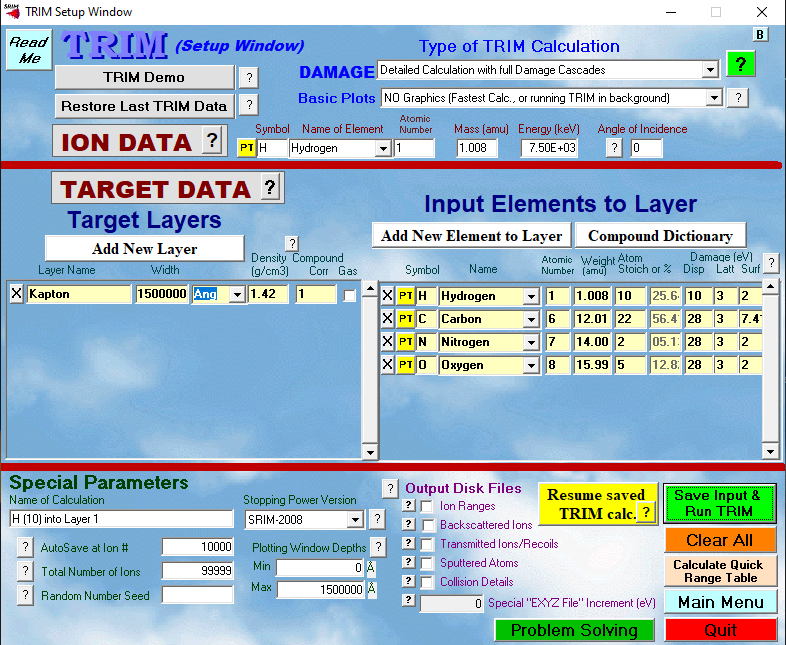 SRIM TRIM Setup Window
B
Read Me
TRIM (Setup Window)
Type of TRIM Calculation
TRIM Demo ?
DAMAGE Detailed Calculation with full Damage Cascades ?
Restore Last TRIM Data ?
Basic Plots NO Graphics (Fastest Calc., or running TRIM in background) ?
ION DATA ?
Symbol Name of Element Atomic Number Mass (amu) Energy (keV) Angle of Incidence
PT H Hydrogen 1 1.008 7.50E+03 ? 0
TARGET DATA ?
Target Layers
Input Elements to Layer
Add New Layer
Add New Element to Layer Compound Dictionary
?
Layer Name Width Density (g/cm3) Compound Corr Gas
Symbol Name Atomic Number Weight (amu) Atom Stoich or % Damage (eV) Disp Latt Surf ?
X Kapton 1500000 Ang 1.42 1
X PT H Hydrogen 1 1.008 10 25.6 10 3 2
X PT C Carbon 6 12.01 22 56.4 28 3 7.4
X PT N Nitrogen 7 14.00 2 05.1 28 3 2
X PT O Oxygen 8 15.99 5 12.8 28 3 2
Special Parameters
Name of Calculation
H (10) into Layer 1
Stopping Power Version
SRIM-2008 ?
? AutoSave at Ion # 10000
? Total Number of Ions 99999
? Random Number Seed
Plotting Window Depths ?
Min 0 Å
Max 1500000 Å
? Output Disk Files
? Ion Ranges
? Backscattered Ions
? Transmitted Ions/Recoils
? Sputtered Atoms
? Collision Details
? 0 Special "EXYZ File" Increment (eV)
Resume saved TRIM calc. ?
Save Input & Run TRIM
Clear All
Calculate Quick Range Table
Main Menu
Problem Solving
Quit